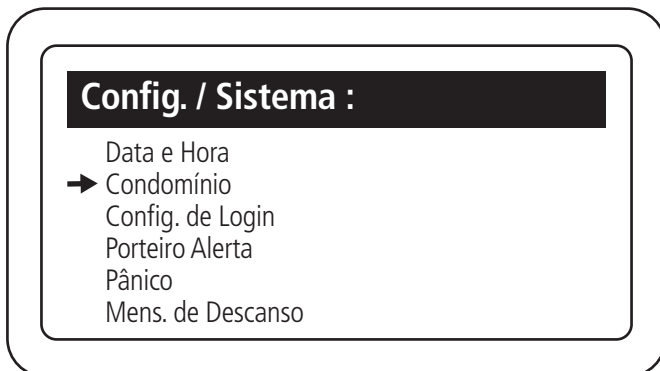 Config. / Sistema :
Data e Hora
Condomínio
Config. de Login
Porteiro Alerta
Pânico
Mens. de Descanso